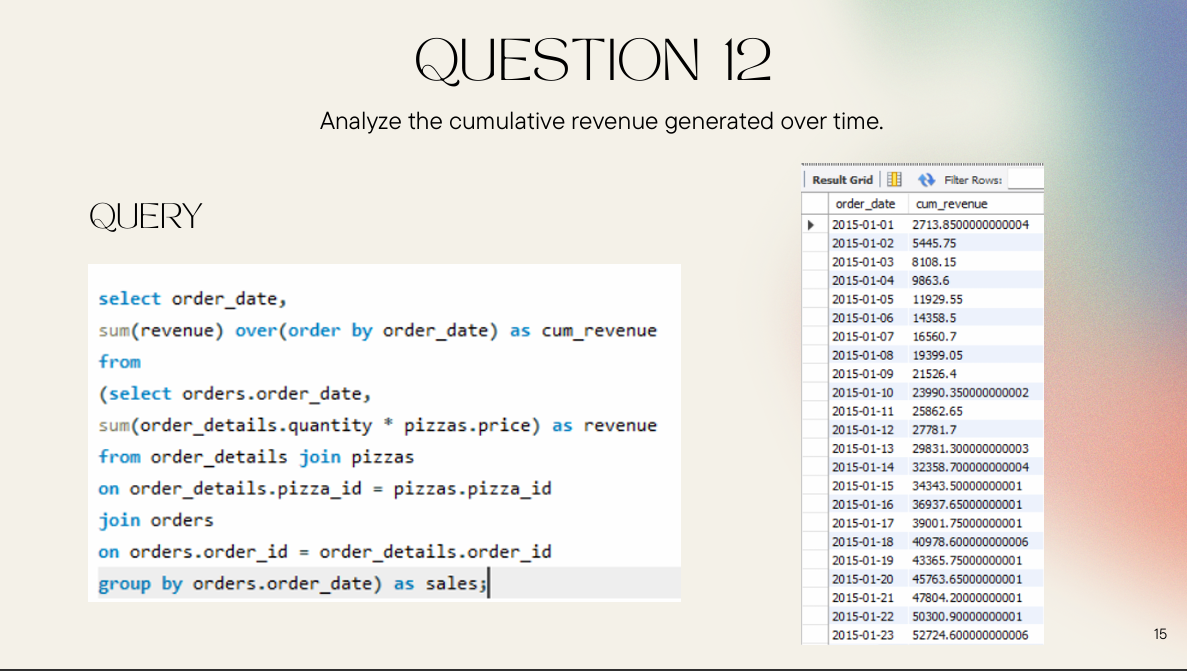 QUESTION 12
Analyze the cumulative revenue generated over time.
QUERY
select order_date,
sum(revenue) over(order by order_date) as cum_revenue
from
(select orders.order_date,
sum(order_details.quantity * pizzas.price) as revenue
from order_details join pizzas
on order_details.pizza_id = pizzas.pizza_id
join orders
on orders.order_id = order_details.order_id
group by orders.order_date) as sales;
Result Grid Filter Rows:
order_date cum_revenue
2015-01-01 2713.8500000000004
2015-01-02 5445.75
2015-01-03 8108.15
2015-01-04 9863.6
2015-01-05 11929.55
2015-01-06 14358.5
2015-01-07 16560.7
2015-01-08 19399.05
2015-01-09 21526.4
2015-01-10 23990.350000000002
2015-01-11 25862.65
2015-01-12 27781.7
2015-01-13 29831.300000000003
2015-01-14 32358.700000000004
2015-01-15 34343.50000000001
2015-01-16 36937.65000000001
2015-01-17 39001.75000000001
2015-01-18 40978.600000000006
2015-01-19 43365.75000000001
2015-01-20 45763.65000000001
2015-01-21 47804.20000000001
2015-01-22 50300.90000000001
2015-01-23 52724.600000000006
15